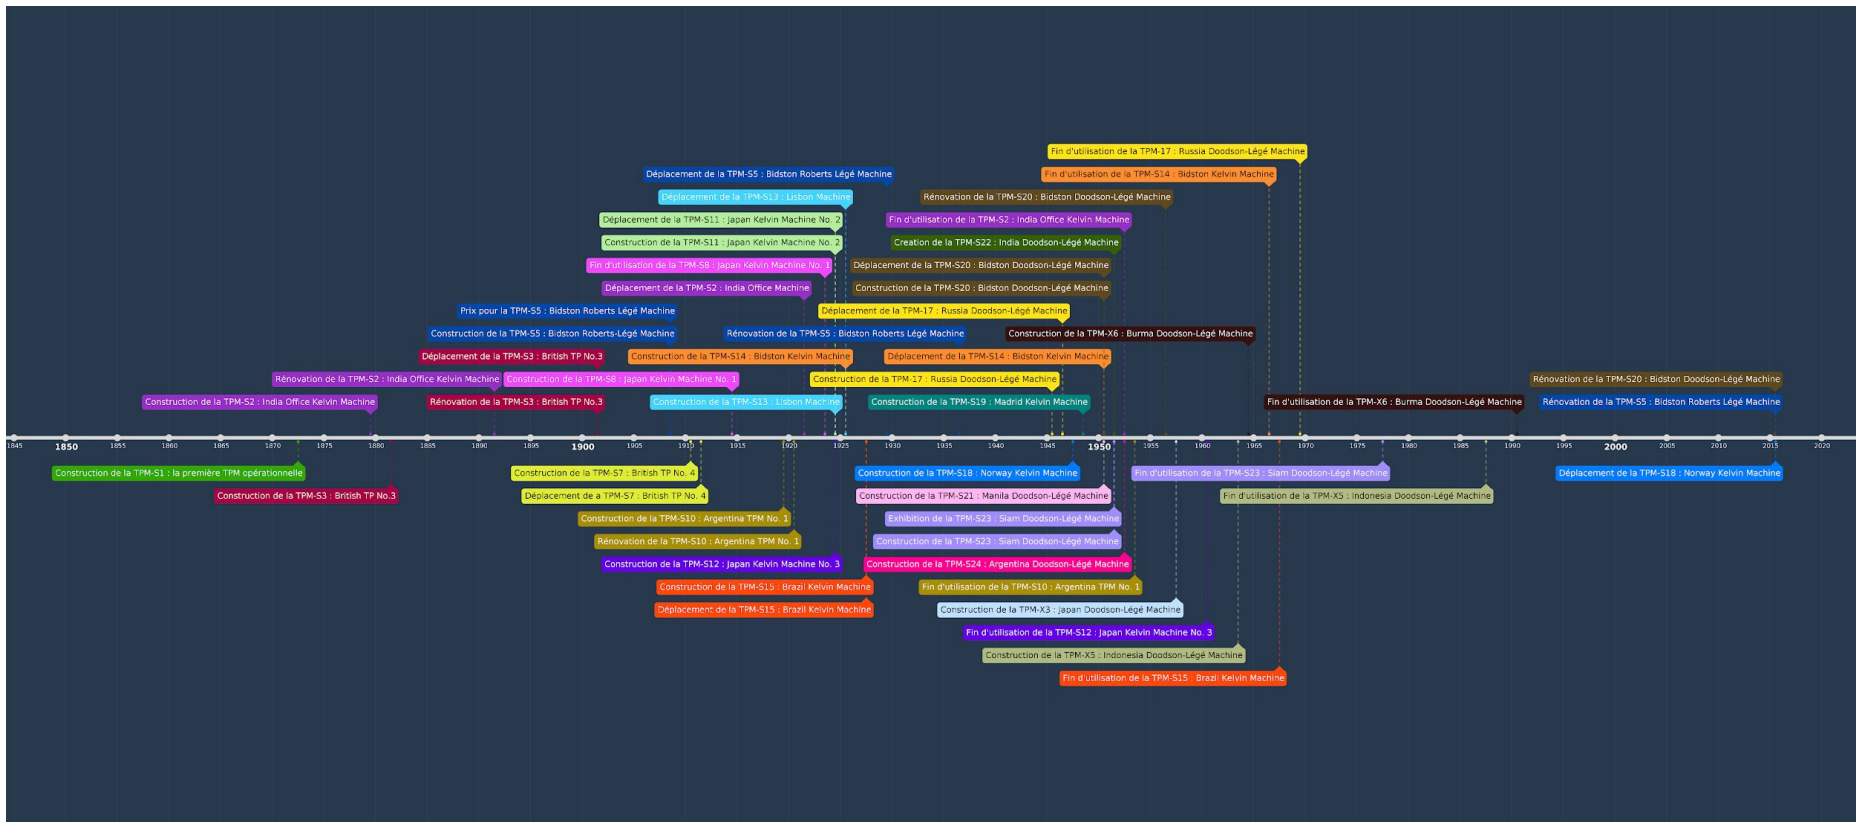 Fin d'utilisation de la TPM-17 : Russia Doodson-Légé Machine
Déplacement de la TPM-S5 : Bidston Roberts Légé Machine
Fin d'utilisation de la TPM-S14 : Bidston Kelvin Machine
Déplacement de la TPM-S13 : Lisbon Machine
Rénovation de la TPM-S20 : Bidston Doodson-Légé Machine
Déplacement de la TPM-S11 : Japan Kelvin Machine No. 2
Fin d'utilisation de la TPM-S2 : India Office Kelvin Machine
Construction de la TPM-S11 : Japan Kelvin Machine No. 2
Creation de la TPM-S22 : India Doodson-Légé Machine
Fin d'utilisation de la TPM-S8 : Japan Kelvin Machine No. 1
Déplacement de la TPM-S20 : Bidston Doodson-Légé Machine
Déplacement de la TPM-S2 : India Office Machine
Construction de la TPM-S20 : Bidston Doodson-Légé Machine
Prix pour la TPM-S5 : Bidston Roberts Légé Machine
Déplacement de la TPM-17 : Russia Doodson-Légé Machine
Construction de la TPM-S5 : Bidston Roberts-Légé Machine
Rénovation de la TPM-S5 : Bidston Roberts Légé Machine
Construction de la TPM-X6 : Burma Doodson-Légé Machine
Déplacement de la TPM-S3 : British TP No.3
Construction de la TPM-S14 : Bidston Kelvin Machine
Déplacement de la TPM-S14 : Bidston Kelvin Machine
Rénovation de la TPM-S2 : India Office Kelvin Machine
Construction de la TPM-S8 : Japan Kelvin Machine No. 1
Construction de la TPM-17 : Russia Doodson-Légé Machine
Rénovation de la TPM-S20 : Bidston Doodson-Légé Machine
Construction de la TPM-S2 : India Office Kelvin Machine
Rénovation de la TPM-S3 : British TP No.3
Construction de la TPM-S13 : Lisbon Machine
Construction de la TPM-S19 : Madrid Kelvin Machine
Fin d'utilisation de la TPM-X6 : Burma Doodson-Légé Machine
Rénovation de la TPM-S5 : Bidston Roberts Légé Machine
1845 1850 1855 1860 1865 1870 1875 1880 1885 1890 1895 1900 1905 1910 1915 1920 1925 1930 1935 1940 1945 1950 1955 1960 1965 1970 1975 1980 1985 1990 1995 2000 2005 2010 2015 2020
Construction de la TPM-S1 : la première TPM opérationnelle
Construction de la TPM-S7 : British TP No. 4
Construction de la TPM-S18 : Norway Kelvin Machine
Fin d'utilisation de la TPM-S23 : Siam Doodson-Légé Machine
Déplacement de la TPM-S18 : Norway Kelvin Machine
Construction de la TPM-S3 : British TP No.3
Déplacement de a TPM-S7 : British TP No. 4
Construction de la TPM-S21 : Manila Doodson-Légé Machine
Fin d'utilisation de la TPM-X5 : Indonesia Doodson-Légé Machine
Construction de la TPM-S10 : Argentina TPM No. 1
Exhibition de la TPM-S23 : Siam Doodson-Légé Machine
Rénovation de la TPM-S10 : Argentina TPM No. 1
Construction de la TPM-S23 : Siam Doodson-Légé Machine
Construction de la TPM-S12 : Japan Kelvin Machine No. 3
Construction de la TPM-S24 : Argentina Doodson-Légé Machine
Construction de la TPM-S15 : Brazil Kelvin Machine
Fin d'utilisation de la TPM-S10 : Argentina TPM No. 1
Déplacement de la TPM-S15 : Brazil Kelvin Machine
Construction de la TPM-X3 : Japan Doodson-Légé Machine
Fin d'utilisation de la TPM-S12 : Japan Kelvin Machine No. 3
Construction de la TPM-X5 : Indonesia Doodson-Légé Machine
Fin d'utilisation de la TPM-S15 : Brazil Kelvin Machine